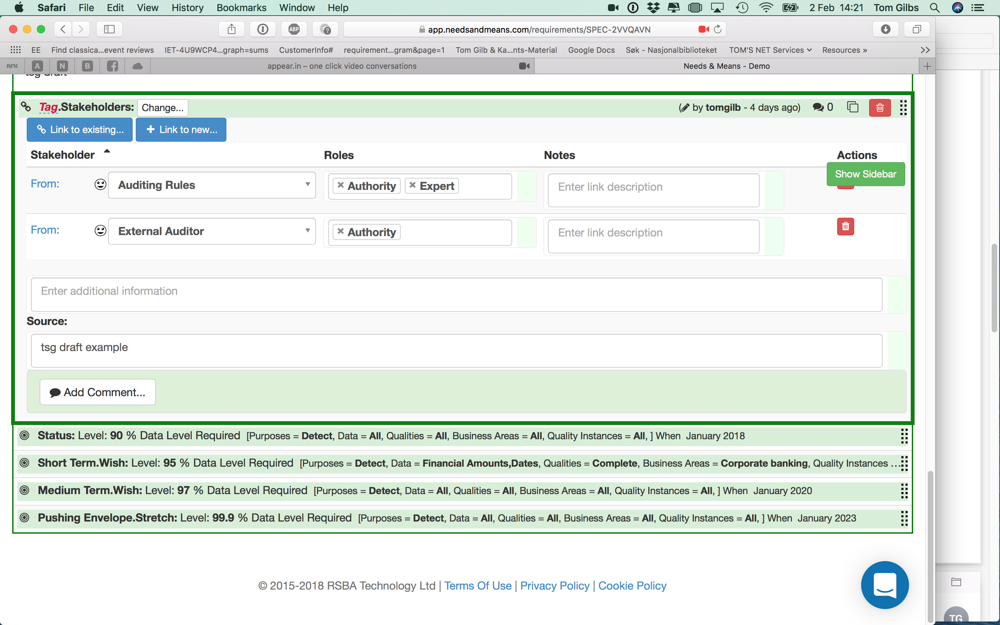 Safari File Edit View History Bookmarks Window Help 2 Feb 14:21 Tom Gilbs
ABP app.needsandmeans.com/requirements/SPEC-2VVQAVN
EE Find classica...event reviews IET-4U9WCP4...graph=sums CustomerInfo# requirement...gram&page=1 Tom Gilb & Ka...nts-Material Google Docs Søk - Nasjonalbiblioteket TOM'S NET Services Resources »
nrk A N B f appear.in – one click video conversations Needs & Means - Demo +
tsg draft
Tag.Stakeholders: Change... ( by tomgilb - 4 days ago) 0
Link to existing... + Link to new...
Stakeholder Roles Notes Actions
Show Sidebar
From: Auditing Rules × Authority × Expert Enter link description
From: External Auditor × Authority Enter link description
Enter additional information
Source:
tsg draft example
Add Comment...
Status: Level: 90 % Data Level Required [Purposes = Detect, Data = All, Qualities = All, Business Areas = All, Quality Instances = All, ] When January 2018
Short Term.Wish: Level: 95 % Data Level Required [Purposes = Detect, Data = Financial Amounts,Dates, Qualities = Complete, Business Areas = Corporate banking, Quality Instances ...
Medium Term.Wish: Level: 97 % Data Level Required [Purposes = Detect, Data = All, Qualities = All, Business Areas = All, Quality Instances = All, ] When January 2020
Pushing Envelope.Stretch: Level: 99.9 % Data Level Required [Purposes = Detect, Data = All, Qualities = All, Business Areas = All, Quality Instances = All, ] When January 2023
© 2015-2018 RSBA Technology Ltd | Terms Of Use | Privacy Policy | Cookie Policy
TG